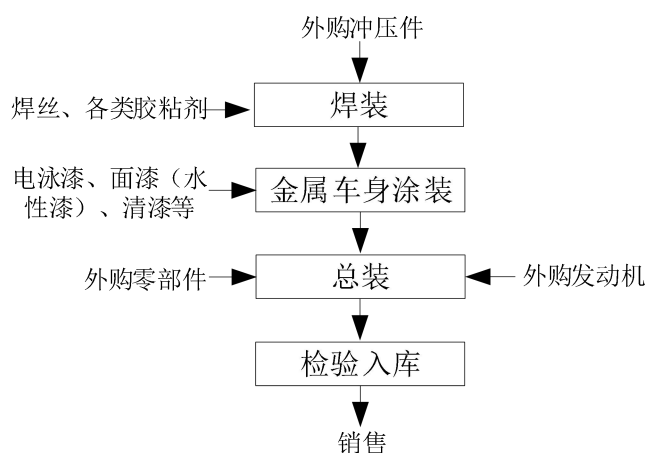 外购冲压件
焊丝、各类胶粘剂
焊装
电泳漆、面漆（水
性漆）、清漆等
金属车身涂装
外购零部件
总装
外购发动机
检验入库
销售